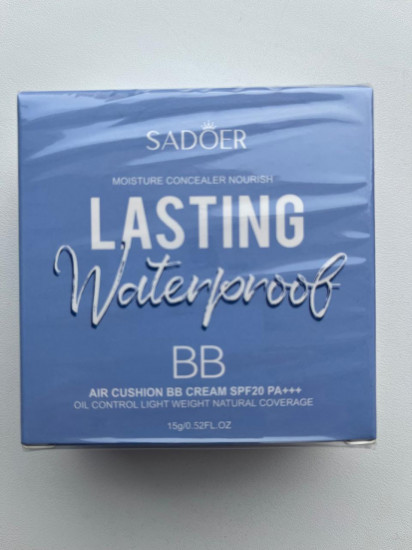 SADOER
MOISTURE CONCEALER NOURISH
LASTING
Waterproof
BB
AIR CUSHION BB CREAM SPF20 PA+++
OIL CONTROL LIGHT WEIGHT NATURAL COVERAGE
15g/0.52FL.OZ